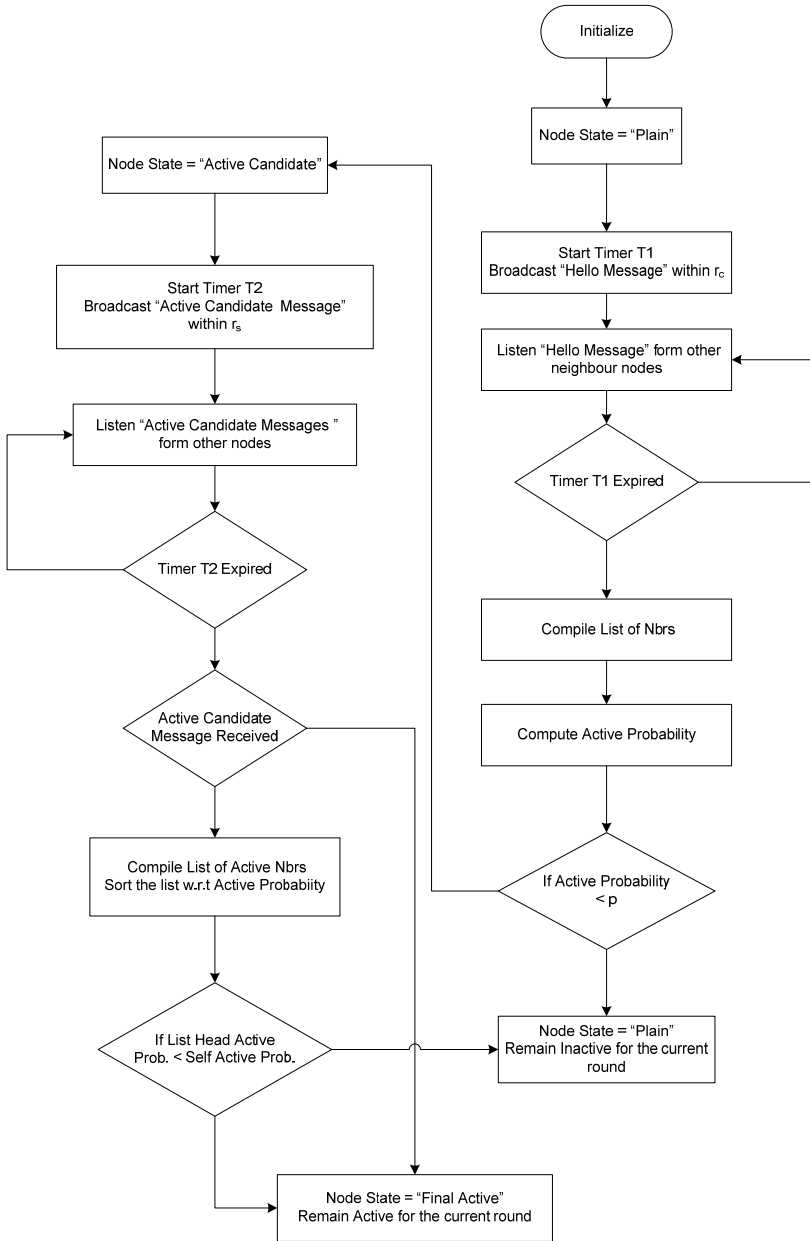 Initialize
Node State = “Plain”
Start Timer T1
Broadcast “Hello Message” within rc
Listen “Hello Message” form other
neighbour nodes
Timer T1 Expired
Compile List of Nbrs
Compute Active Probability
If Active Probability
< p
Node State = “Plain”
Remain Inactive for the current
round
Node State = “Active Candidate”
Start Timer T2
Broadcast “Active Candidate Message”
within rs
Listen “Active Candidate Messages ”
form other nodes
Timer T2 Expired
Active Candidate
Message Received
Compile List of Active Nbrs
Sort the list w.r.t Active Probabiity
If List Head Active
Prob. < Self Active Prob.
Node State = “Final Active”
Remain Active for the current round